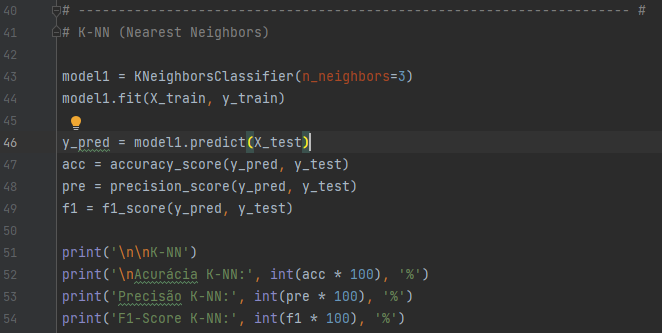 40 # ------------------------------------------------------------------ #
41 # K-NN (Nearest Neighbors)
42
43 model1 = KNeighborsClassifier(n_neighbors=3)
44 model1.fit(X_train, y_train)
45
46 y_pred = model1.predict(X_test)
47 acc = accuracy_score(y_pred, y_test)
48 pre = precision_score(y_pred, y_test)
49 f1 = f1_score(y_pred, y_test)
50
51 print('\n\nK-NN')
52 print('\nAcurácia K-NN:', int(acc * 100), '%')
53 print('Precisão K-NN:', int(pre * 100), '%')
54 print('F1-Score K-NN:', int(f1 * 100), '%')